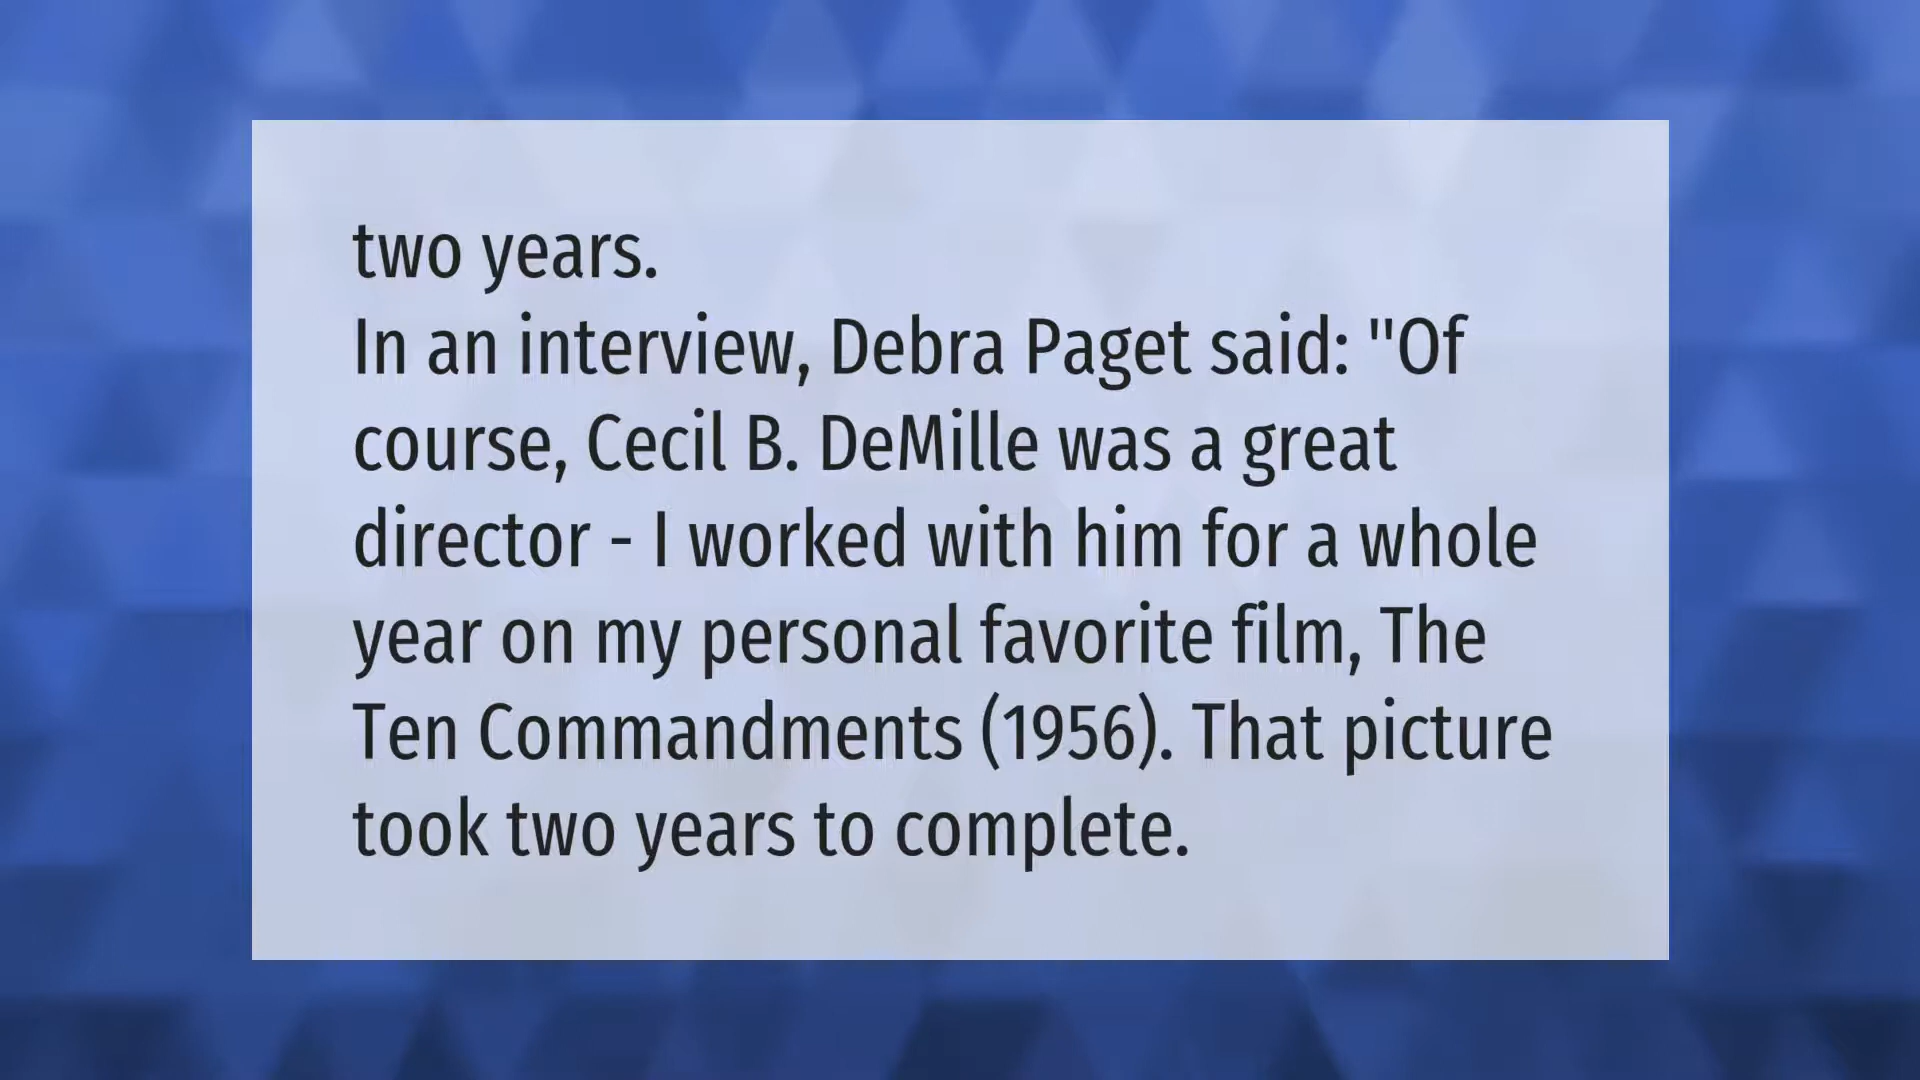 two years.
In an interview, Debra Paget said: "Of
course, Cecil B. DeMille was a great
director - I worked with him for a whole
year on my personal favorite film, The
Ten Commandments (1956). That picture
took two years to complete.